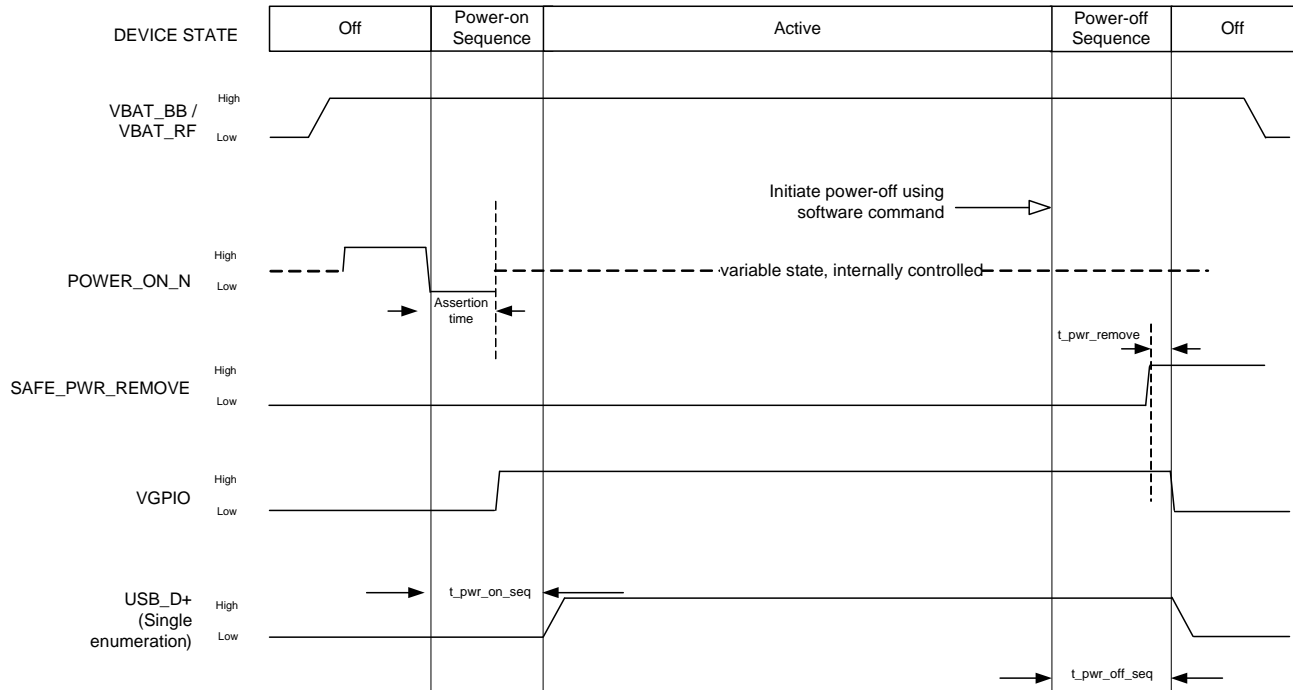 DEVICE STATE
Off
Power-on
Sequence
Active
Power-off
Sequence
Off
VBAT_BB /
VBAT_RF
High
Low
Initiate power-off using
software command
POWER_ON_N
High
Low
variable state, internally controlled
Assertion
time
t_pwr_remove
SAFE_PWR_REMOVE
High
Low
VGPIO
High
Low
USB_D+
(Single
enumeration)
High
Low
t_pwr_on_seq
t_pwr_off_seq